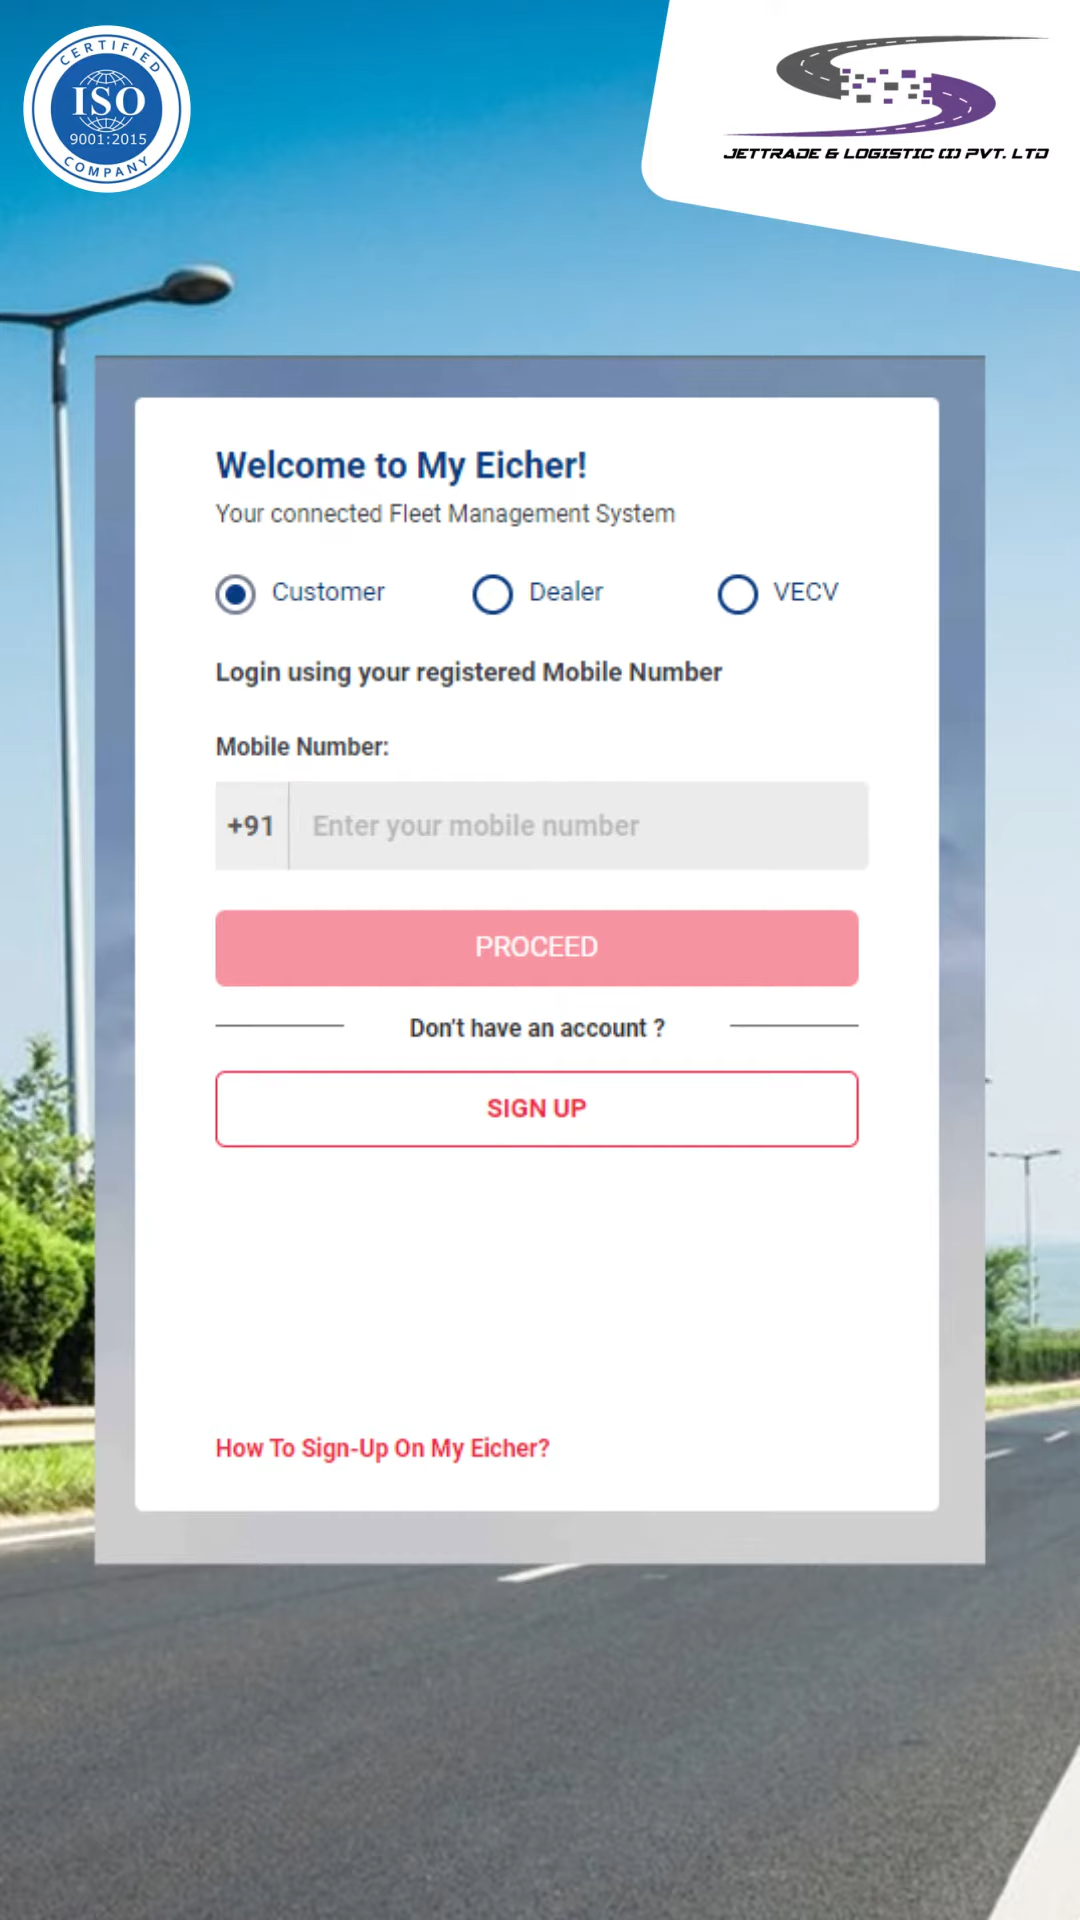 CERTIFIED
ISO
9001:2015
COMPANY
JETTRADE & LOGISTIC (I) PVT. LTD
Welcome to My Eicher!
Your connected Fleet Management System
Customer Dealer VECV
Login using your registered Mobile Number
Mobile Number:
+91 Enter your mobile number
PROCEED
Don't have an account ?
SIGN UP
How To Sign-Up On My Eicher?